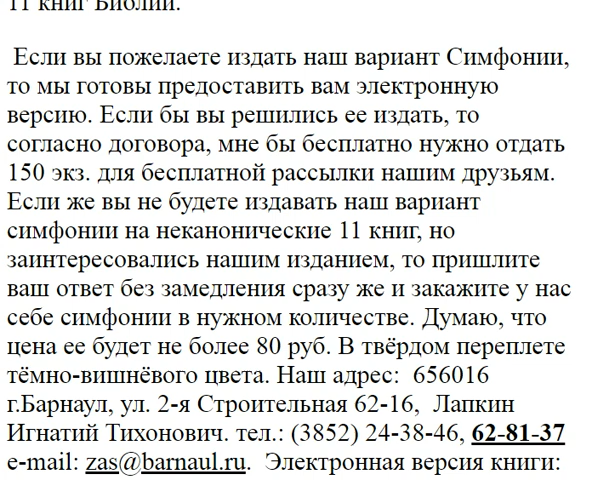 11 книг Библии.
Если вы пожелаете издать наш вариант Симфонии,
то мы готовы предоставить вам электронную
версию. Если бы вы решились ее издать, то
согласно договора, мне бы бесплатно нужно отдать
150 экз. для бесплатной рассылки нашим друзьям.
Если же вы не будете издавать наш вариант
симфонии на неканонические 11 книг, но
заинтересовались нашим изданием, то пришлите
ваш ответ без замедления сразу же и закажите у нас
себе симфонии в нужном количестве. Думаю, что
цена ее будет не более 80 руб. В твёрдом переплете
тёмно-вишнёвого цвета. Наш адрес: 656016
г.Барнаул, ул. 2-я Строительная 62-16, Лапкин
Игнатий Тихонович. тел.: (3852) 24-38-46, 62-81-37
e-mail: zas@barnaul.ru. Электронная версия книги: